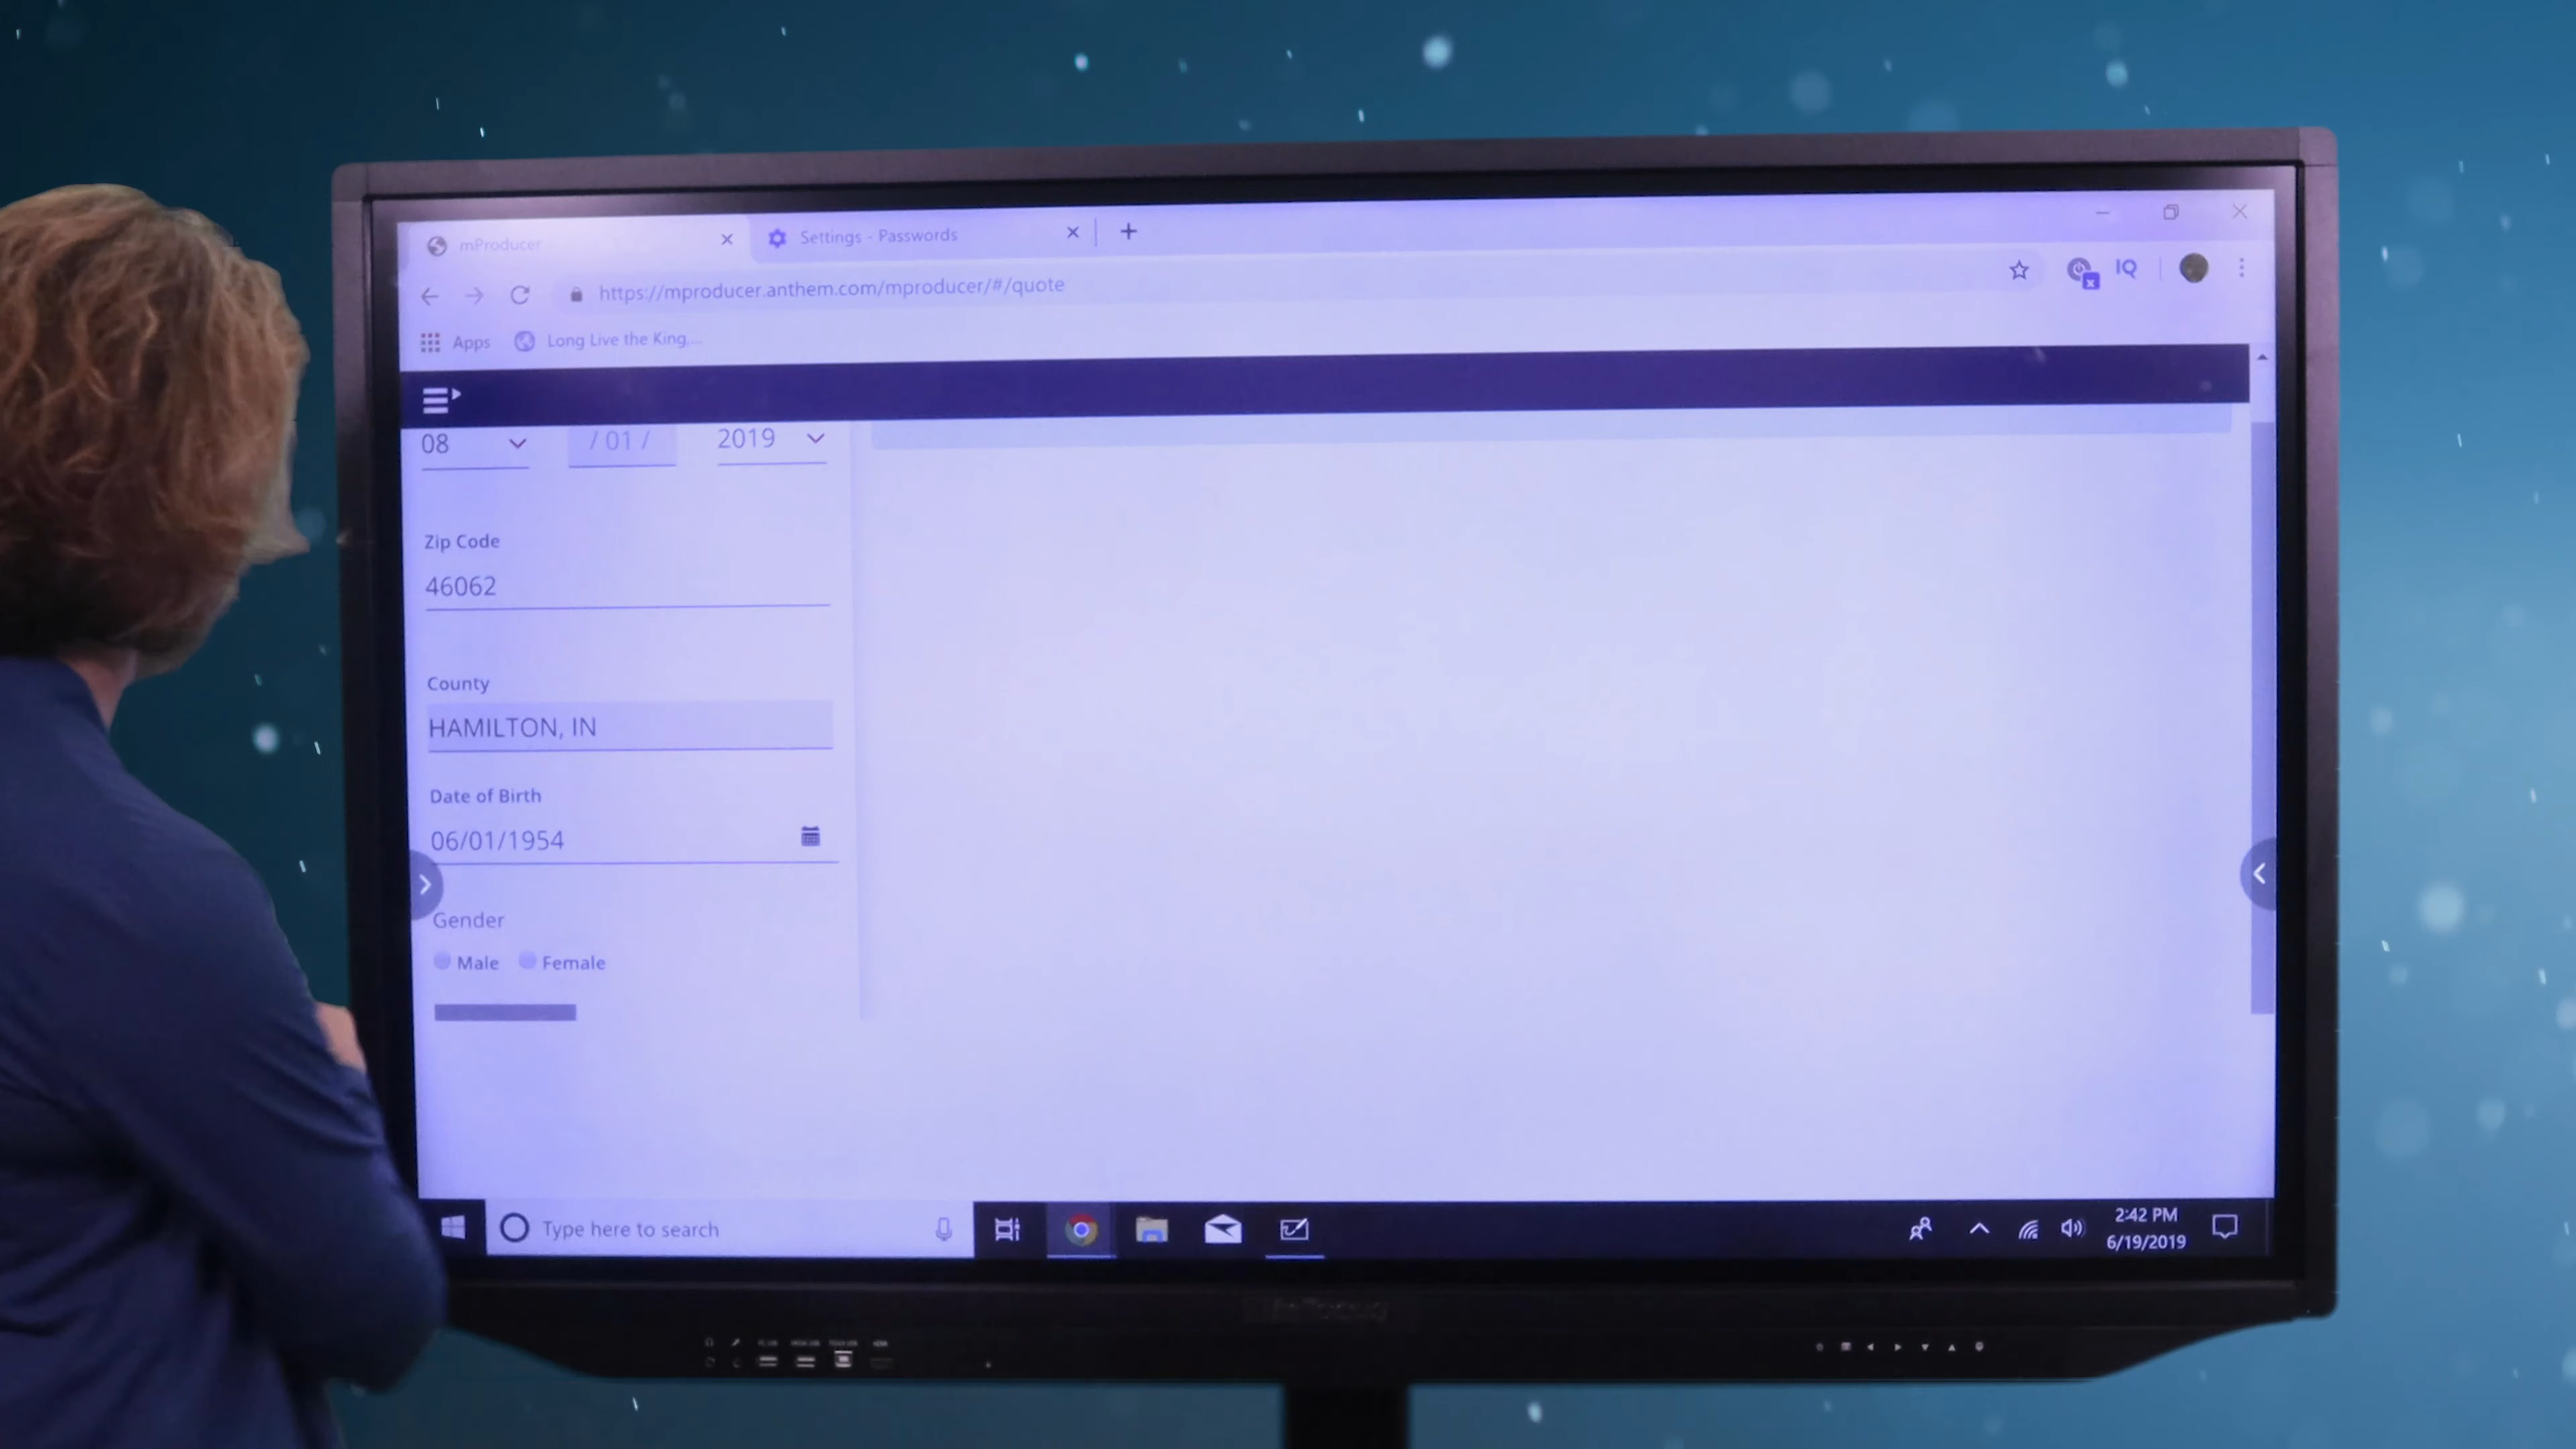 mProducer
Settings - Passwords
https://mproducer.anthem.com/mproducer/#/quote
IQ
Apps
Long Live the King,...
08
/ 01 /
2019
Zip Code
46062
County
HAMILTON, IN
Date of Birth
06/01/1954
Gender
Male
Female
Type here to search
2:42 PM
6/19/2019